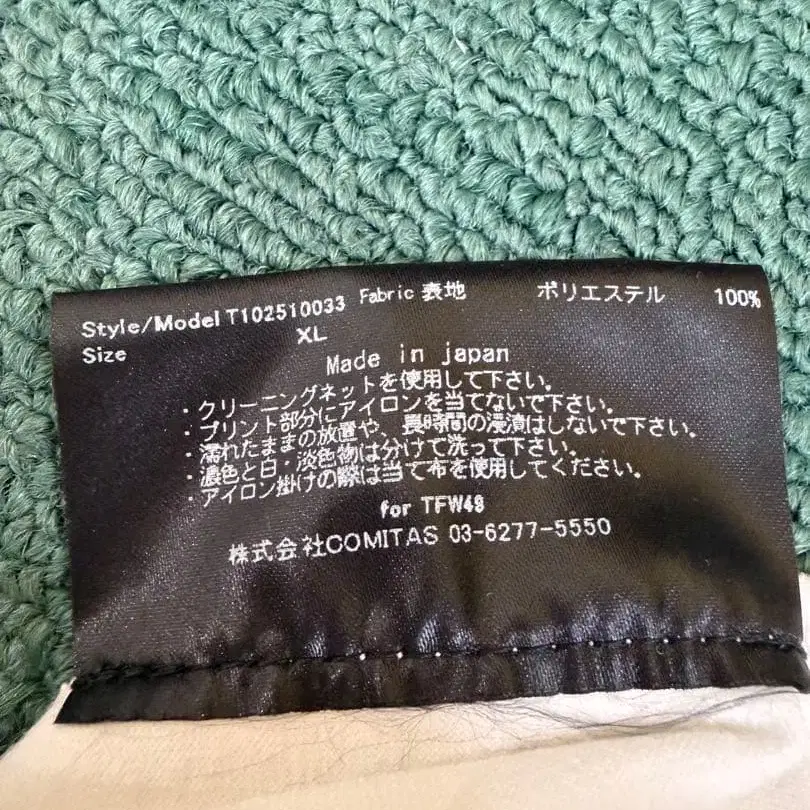 Style/Model T102510033 Fabric 表地 ポリエステル 100%
Size XL
Made in japan
・クリーニングネットを使用して下さい。
・プリント部分にアイロンを当てないで下さい。
・濡れたままの放置や、長時間の浸漬はしないで下さい。
・濃色と白・淡色物は分けて洗って下さい。
・アイロン掛けの際は当て布を使用してください。
for TFW49
株式会社COMITAS 03-6277-5550